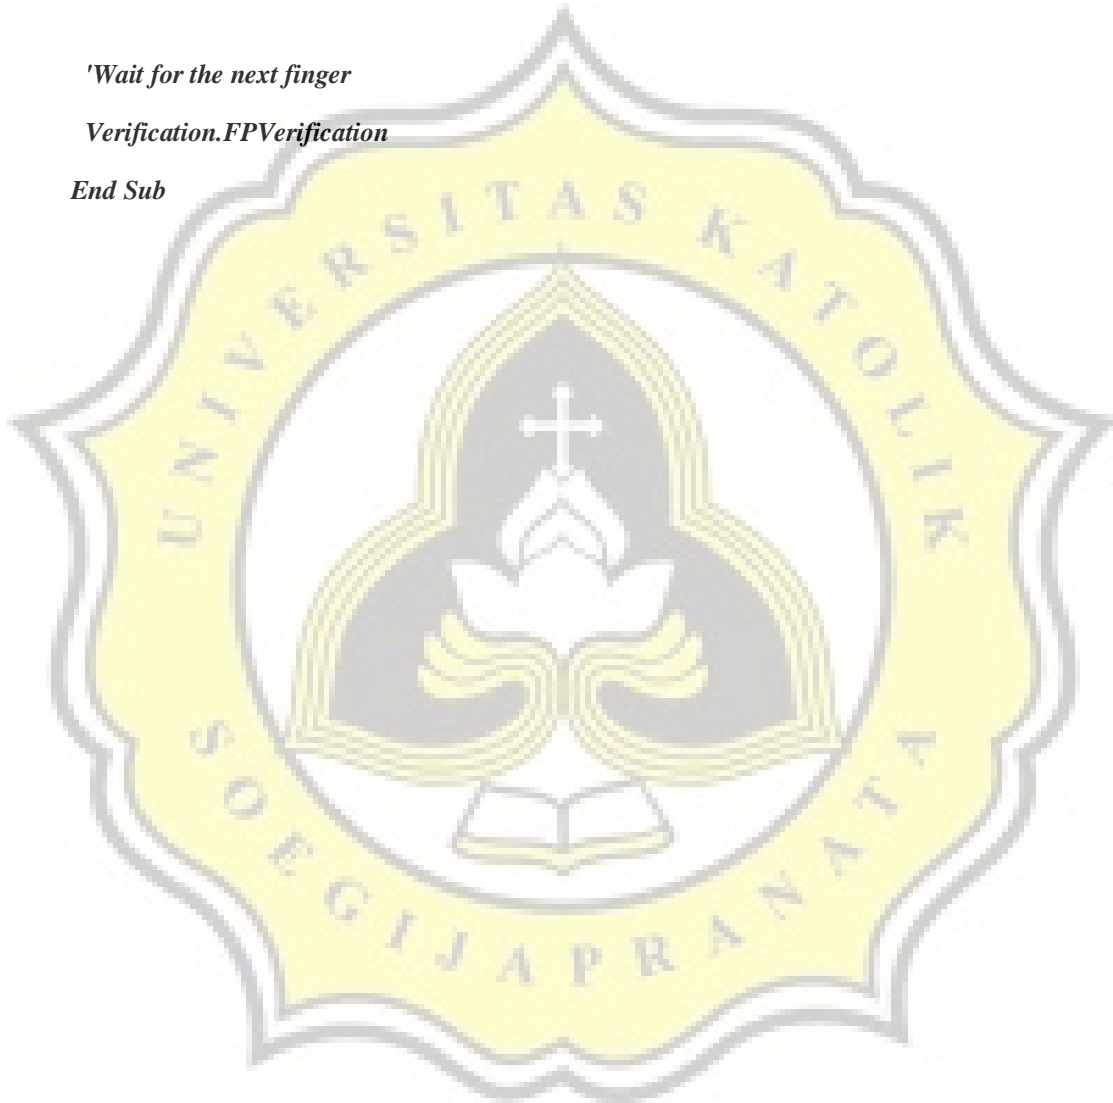 'Wait for the next finger
Verification.FPVerification
End Sub
UNIVERSITAS KATOLIK
SOEGIJAPRANATA